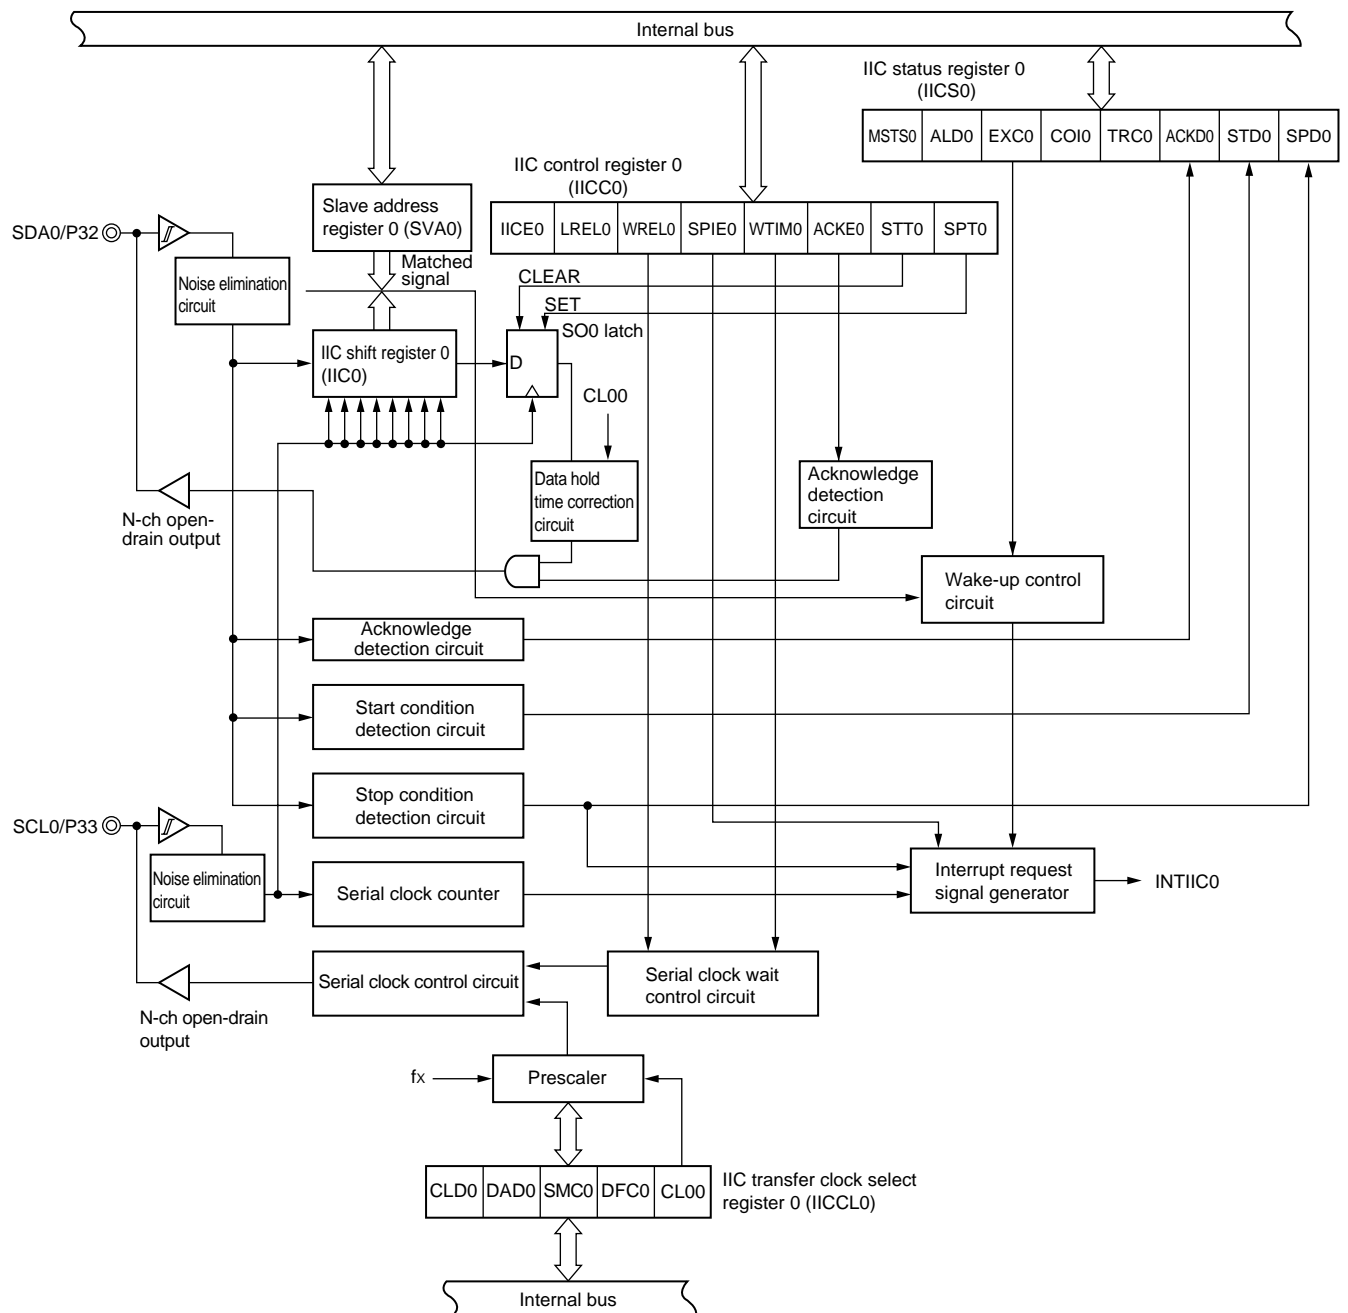 Internal bus
IIC status register 0
(IICS0)
MSTS0 ALD0 EXC0 COI0 TRC0 ACKD0 STD0 SPD0
IIC control register 0
(IICC0)
Slave address
register 0 (SVA0)
IICE0 LREL0 WREL0 SPIE0 WTIM0 ACKE0 STT0 SPT0
SDA0/P32
Noise elimination
circuit
Matched
signal
CLEAR
SET
SO0 latch
IIC shift register 0
(IIC0)
D
CL00
Data hold
time correction
circuit
Acknowledge
detection
circuit
N-ch open-
drain output
Wake-up control
circuit
Acknowledge
detection circuit
Start condition
detection circuit
Stop condition
detection circuit
SCL0/P33
Noise elimination
circuit
Serial clock counter
Interrupt request
signal generator
INTIIC0
Serial clock control circuit
Serial clock wait
control circuit
N-ch open-drain
output
fX
Prescaler
CLD0 DAD0 SMC0 DFC0 CL00
IIC transfer clock select
register 0 (IICCL0)
Internal bus